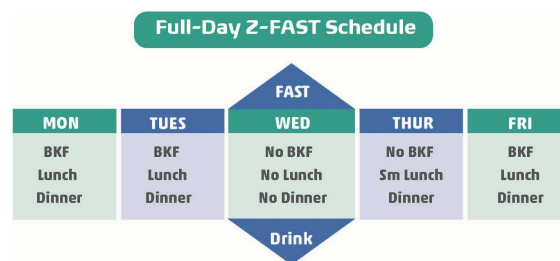 Full-Day Z-FAST Schedule
FAST
MON TUES WED THUR FRI
BKF BKF No BKF No BKF BKF
Lunch Lunch No Lunch Sm Lunch Lunch
Dinner Dinner No Dinner Dinner Dinner
Drink